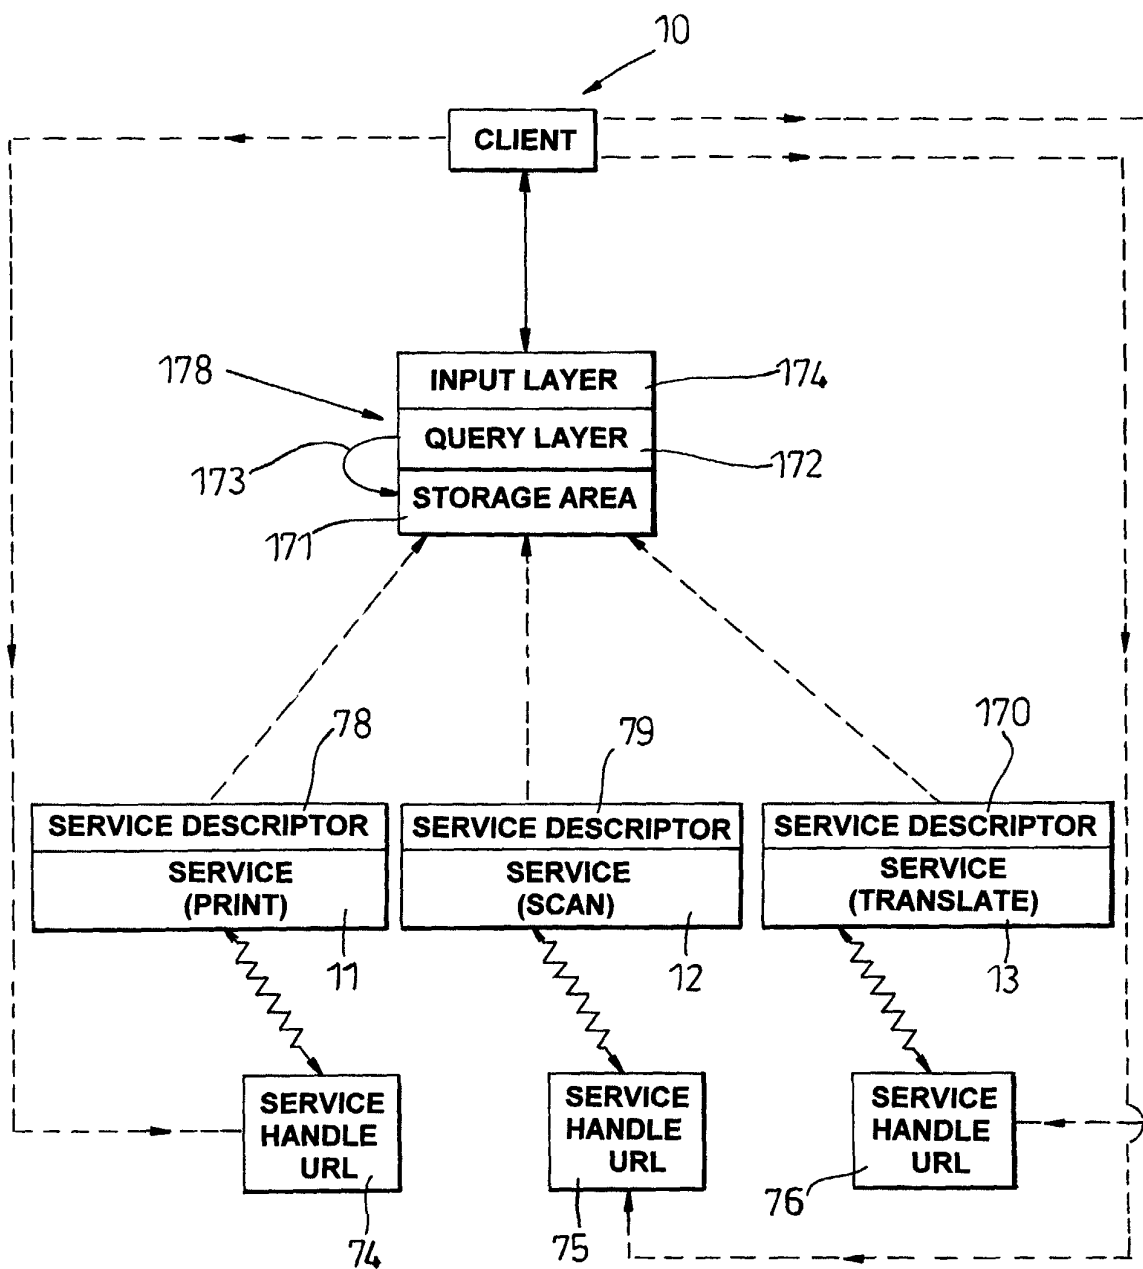 10
CLIENT
INPUT LAYER
174
178
QUERY LAYER
172
173
STORAGE AREA
171
78
79
170
SERVICE DESCRIPTOR
SERVICE
(PRINT)
11
SERVICE DESCRIPTOR
SERVICE
(SCAN)
12
SERVICE DESCRIPTOR
SERVICE
(TRANSLATE)
13
SERVICE
HANDLE
URL
74
SERVICE
HANDLE
URL
75
SERVICE
HANDLE
URL
76